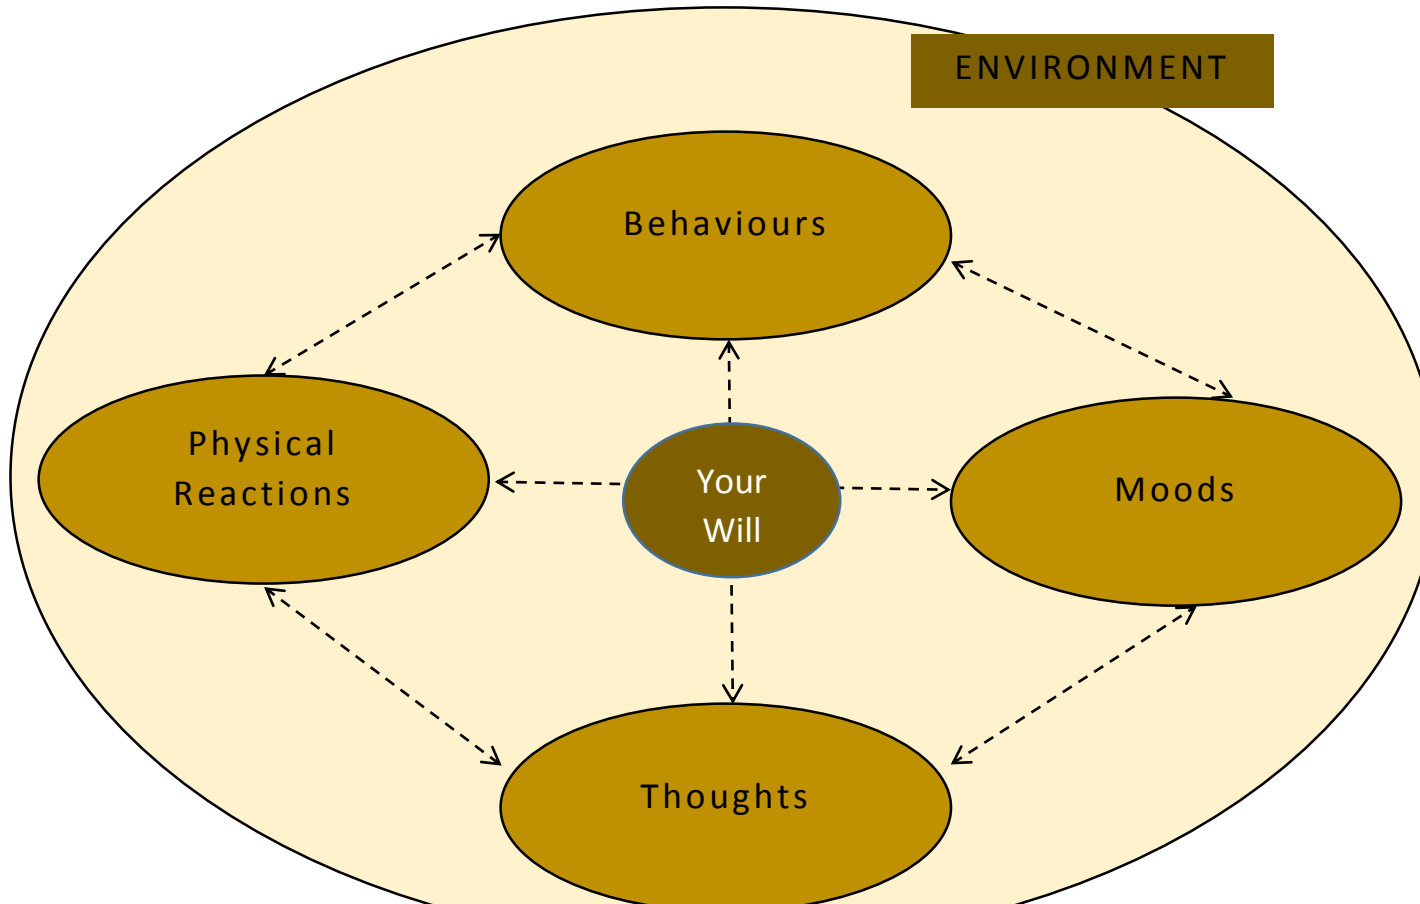 ENVIRONMENT
Behaviours
Physical
Reactions
Your
Will
Moods
Thoughts